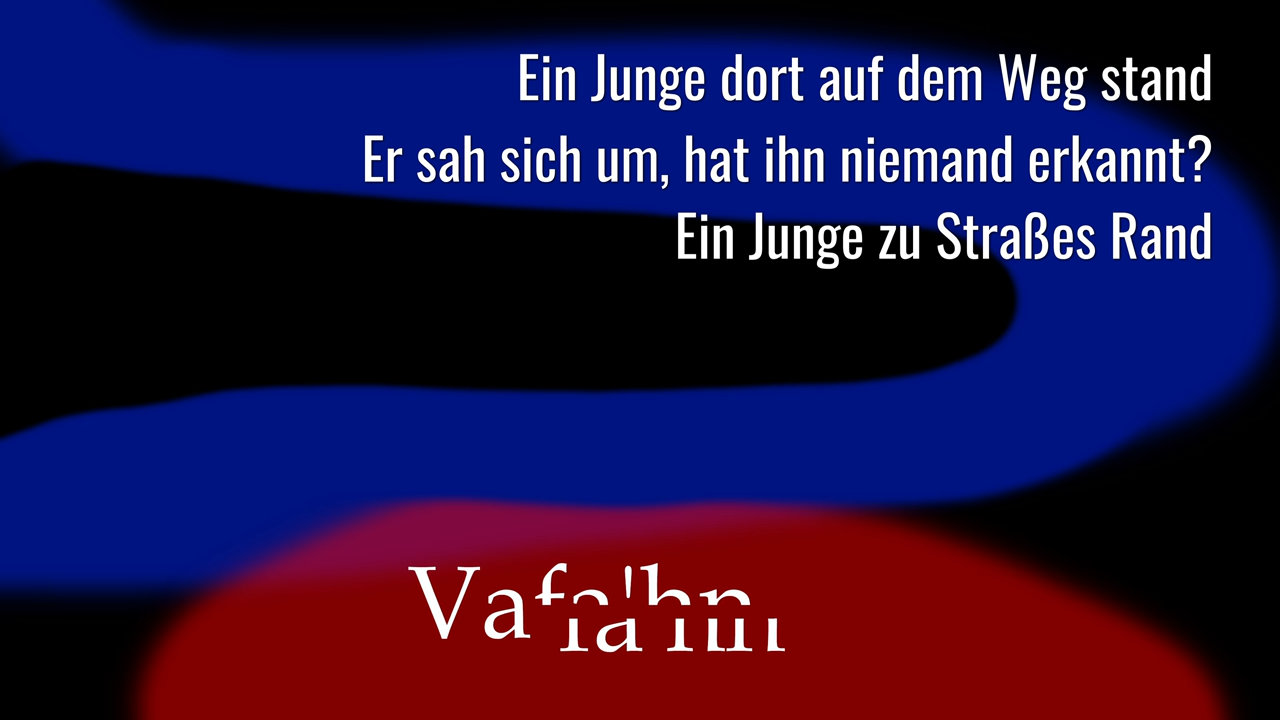 Ein Junge dort auf dem Weg stand
Er sah sich um, hat ihn niemand erkannt?
Ein Junge zu Straßes Rand
Vafa'hn